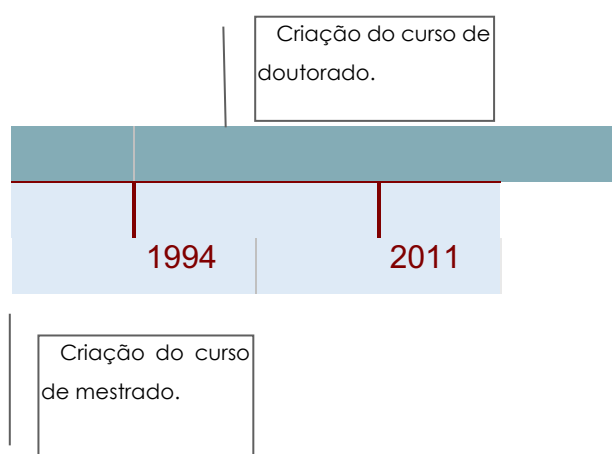 Criação do curso de
doutorado.
1994
2011
Criação do curso
de mestrado.